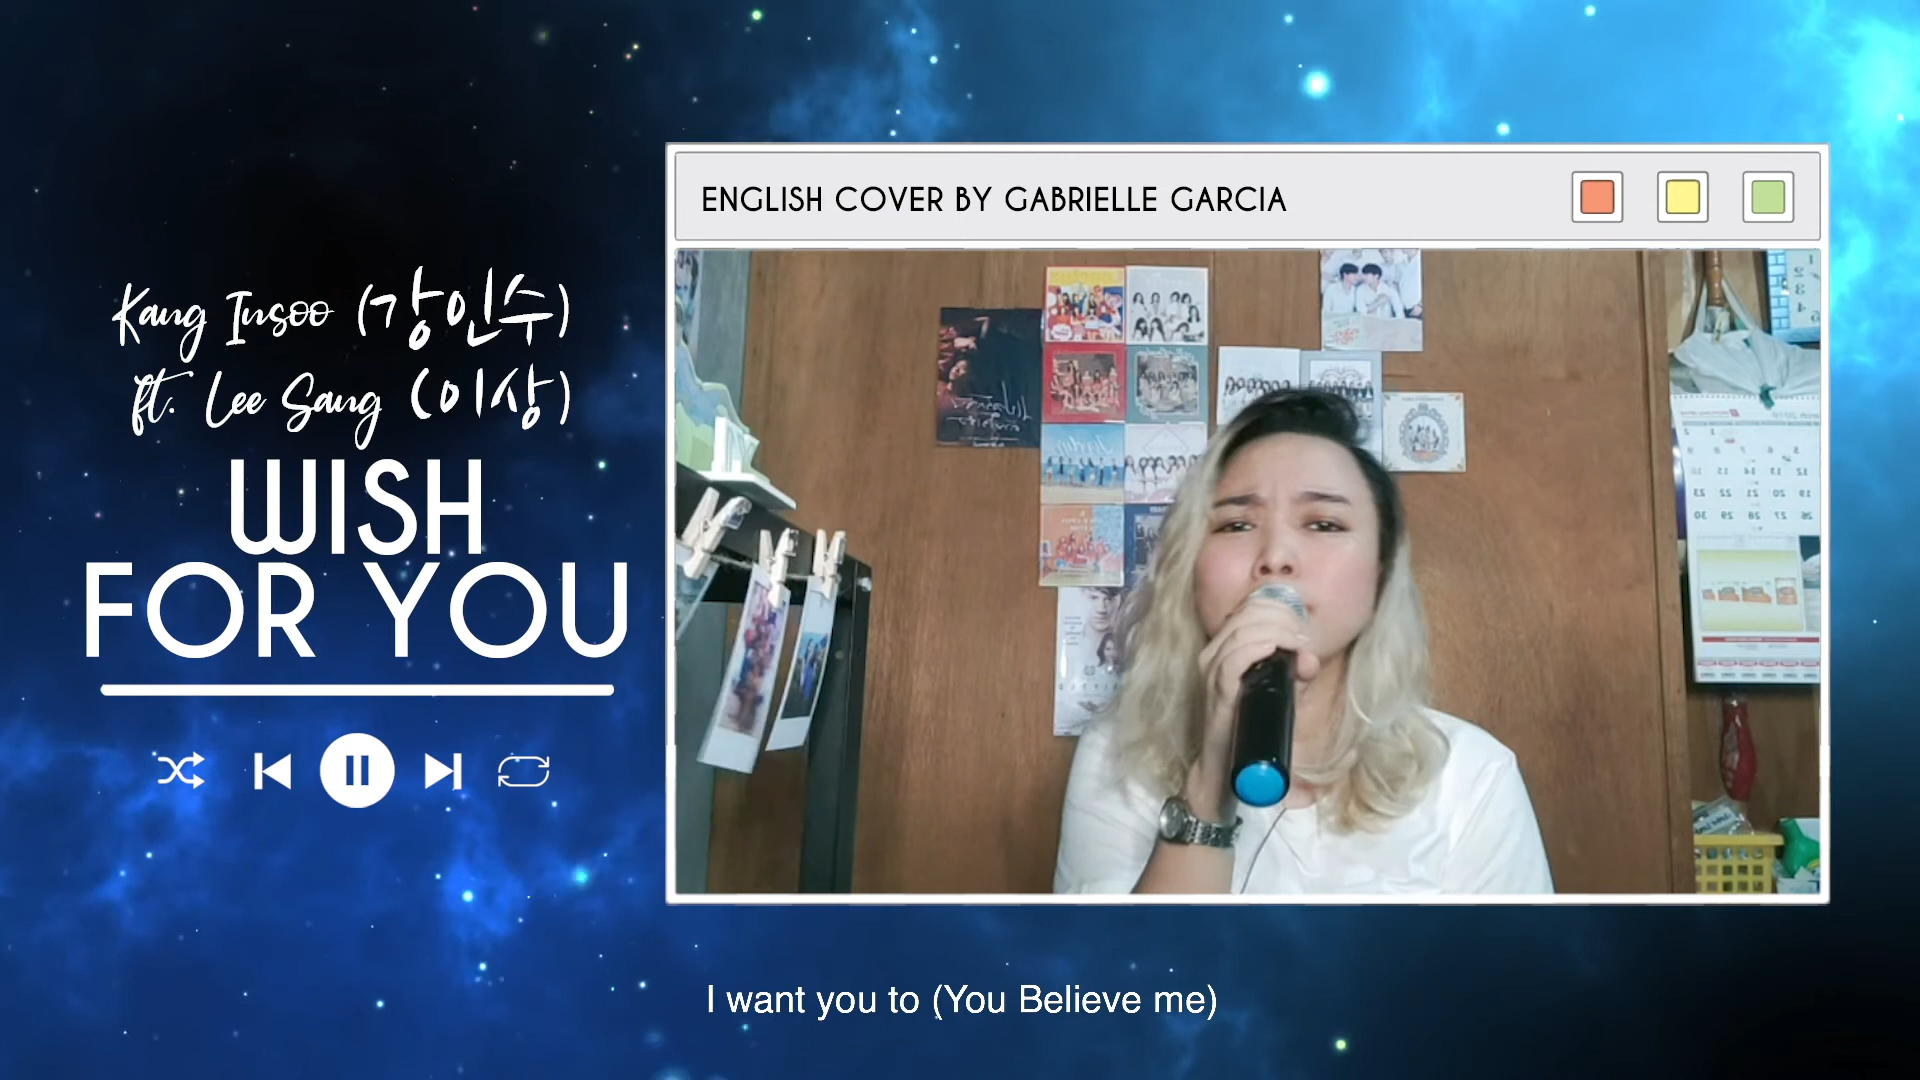 Kang Insoo (강인수)
ft. Lee Sang (이상)
WISH
FOR YOU
ENGLISH COVER BY GABRIELLE GARCIA
I want you to (You Believe me)